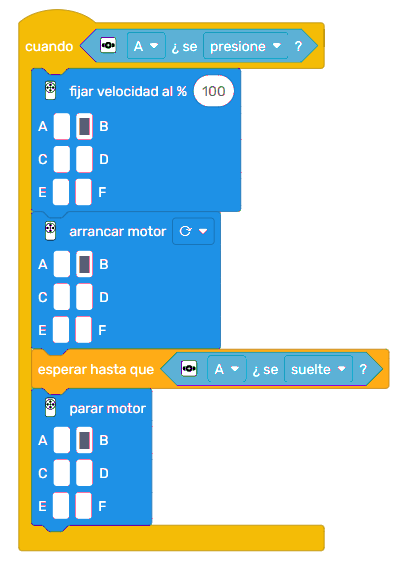 cuando A ¿ se presione ?
fijar velocidad al % 100
A B
C D
E F
arrancar motor
A B
C D
E F
esperar hasta que A ¿ se suelte ?
parar motor
A B
C D
E F